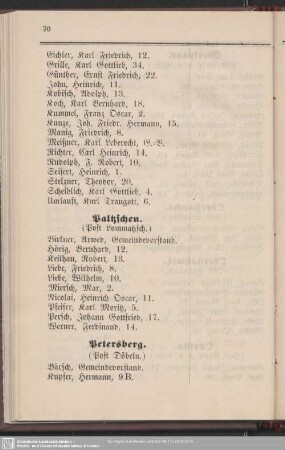 70
Eichler, Karl Friedrich, 12.
Grille, Karl Gottlieb, 34.
Günther, Ernst Friedrich, 22.
John, Heinrich, 11.
Kobisch, Adolph, 13.
Koch, Karl Bernhard, 18.
Kummel, Franz Oscar, 2.
Kunze, Joh. Friedr. Hermann, 15.
Manig, Friedrich, 8.
Meißner, Karl Leberecht, G.-V.
Richter, Carl Heinrich, 14.
Rudolph, F. Robert, 10.
Seifert, Heinrich, 1.
Stelzner, Theodor, 20.
Scheiblich, Karl Gottlieb, 4.
Umlauft, Karl Traugott, 6.
Paltzschen.
(Post Lommatzsch.)
Birkner, Arwed, Gemeindevorstand.
Hörig, Bernhard, 12.
Keilhau, Robert, 13.
Liebe, Friedrich, 8.
Liebe, Wilhelm, 10.
Miersch, Max, 2.
Nicolai, Heinrich Oscar, 11.
Pfeifer, Karl Moritz, 5.
Persch, Johann Gottfried, 17.
Werner, Ferdinand, 14.
Petersberg.
(Post Döbeln.)
Bärsch, Gemeindevorstand.
Kupfer, Hermann, 9 B.